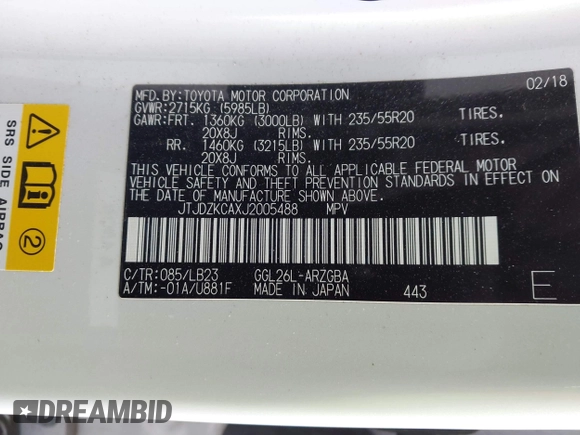 MFD.BY:TOYOTA MOTOR CORPORATION 02/18
GVWR:2715KG (5985LB)
GAWR:FRT. 1360KG (3000LB) WITH 235/55R20 TIRES.
20X8J RIMS.
RR. 1460KG (3215LB) WITH 235/55R20 TIRES.
20X8J RIMS.
THIS VEHICLE CONFORMS TO ALL APPLICABLE FEDERAL MOTOR
VEHICLE SAFETY AND THEFT PREVENTION STANDARDS IN EFFECT ON
THE DATE OF MANUFACTURE SHOWN ABOVE.
JTJDZKCAXJ2005488 MPV
C/TR:085/LB23 GGL26L-ARZGBA
A/TM:-01A/U881F MADE IN JAPAN 443 E
SRS SIDE AIRBAG
2
DREAMBID